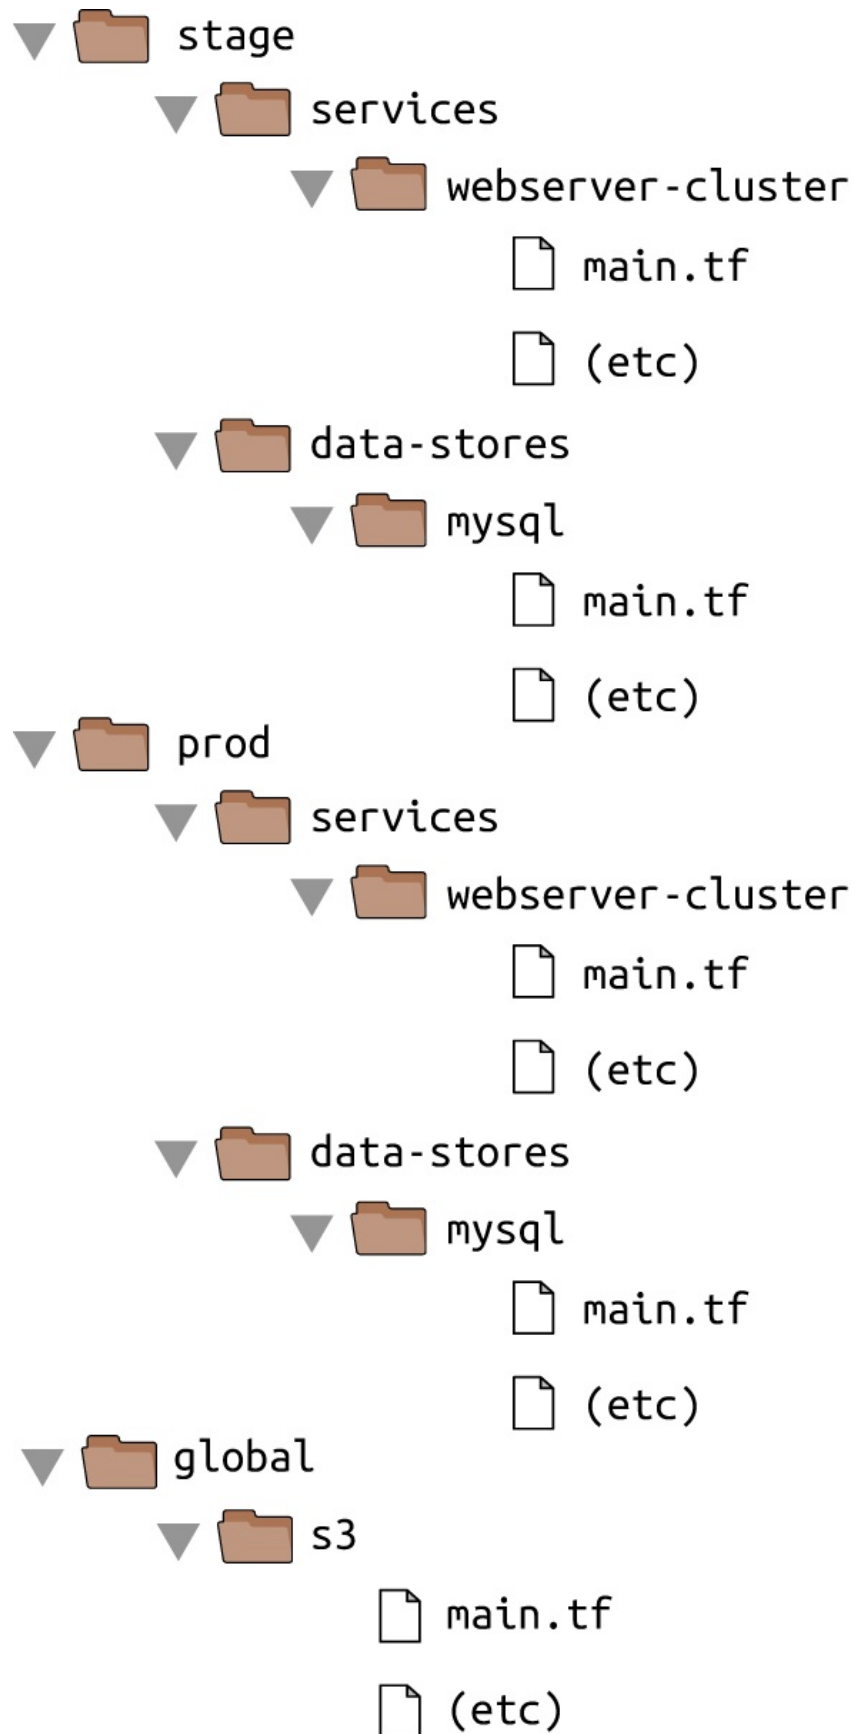 stage
services
webserver-cluster
main.tf
(etc)
data-stores
mysql
main.tf
(etc)
prod
services
webserver-cluster
main.tf
(etc)
data-stores
mysql
main.tf
(etc)
global
s3
main.tf
(etc)